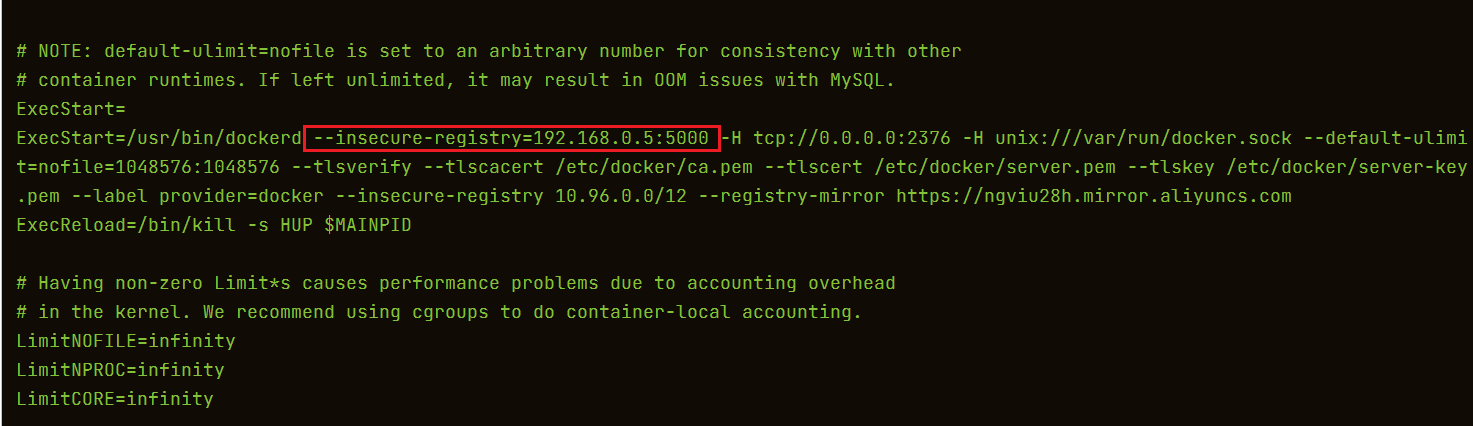 # NOTE: default-ulimit=nofile is set to an arbitrary number for consistency with other
# container runtimes. If left unlimited, it may result in OOM issues with MySQL.
ExecStart=
ExecStart=/usr/bin/dockerd --insecure-registry=192.168.0.5:5000 -H tcp://0.0.0.0:2376 -H unix:///var/run/docker.sock --default-ulimi
t=nofile=1048576:1048576 --tlsverify --tlscacert /etc/docker/ca.pem --tlscert /etc/docker/server.pem --tlskey /etc/docker/server-key
.pem --label provider=docker --insecure-registry 10.96.0.0/12 --registry-mirror https://ngviu28h.mirror.aliyuncs.com
ExecReload=/bin/kill -s HUP $MAINPID
# Having non-zero Limit*s causes performance problems due to accounting overhead
# in the kernel. We recommend using cgroups to do container-local accounting.
LimitNOFILE=infinity
LimitNPROC=infinity
LimitCORE=infinity